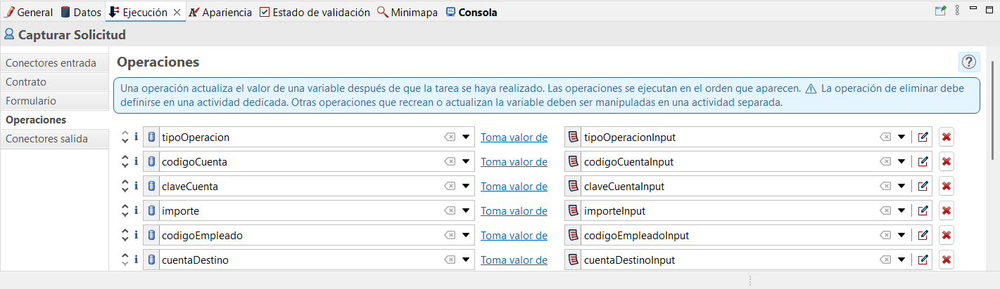 General Datos Ejecución Apariencia Estado de validación Minimapa Consola
Capturar Solicitud
Conectores entrada
Contrato
Formulario
Operaciones
Conectores salida
Operaciones
Una operación actualiza el valor de una variable después de que la tarea se haya realizado. Las operaciones se ejecutan en el orden que aparecen. ⚠ La operación de eliminar debe
definirse en una actividad dedicada. Otras operaciones que recrean o actualizan la variable deben ser manipuladas en una actividad separada.
tipoOperacion Toma valor de tipoOperacionInput
codigoCuenta Toma valor de codigoCuentaInput
claveCuenta Toma valor de claveCuentaInput
importe Toma valor de importeInput
codigoEmpleado Toma valor de codigoEmpleadoInput
cuentaDestino Toma valor de cuentaDestinoInput